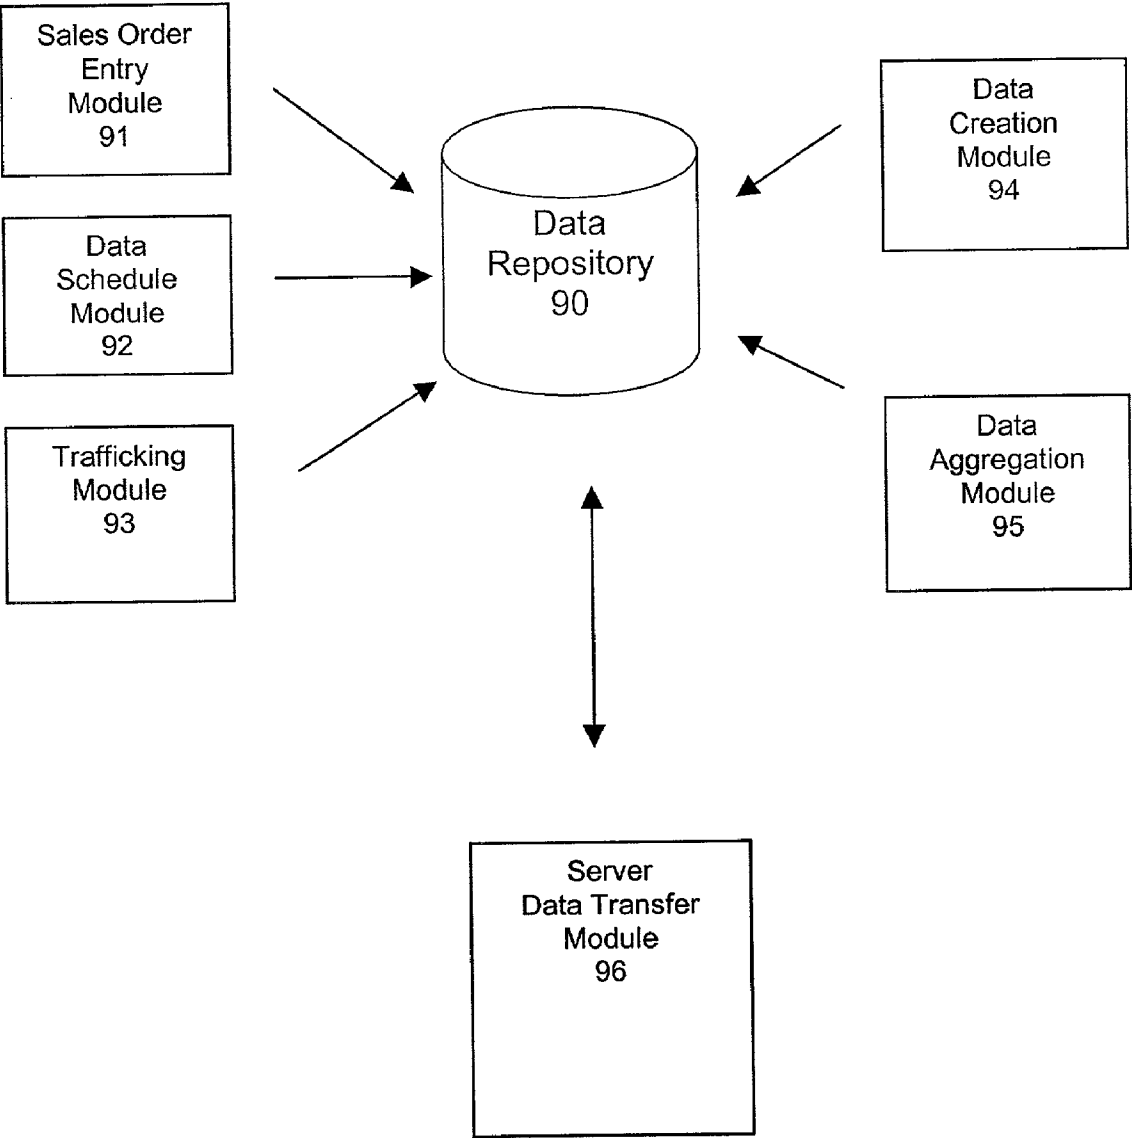 Sales Order
Entry
Module
91
Data
Schedule
Module
92
Trafficking
Module
93
Data
Repository
90
Data
Creation
Module
94
Data
Aggregation
Module
95
Server
Data Transfer
Module
96